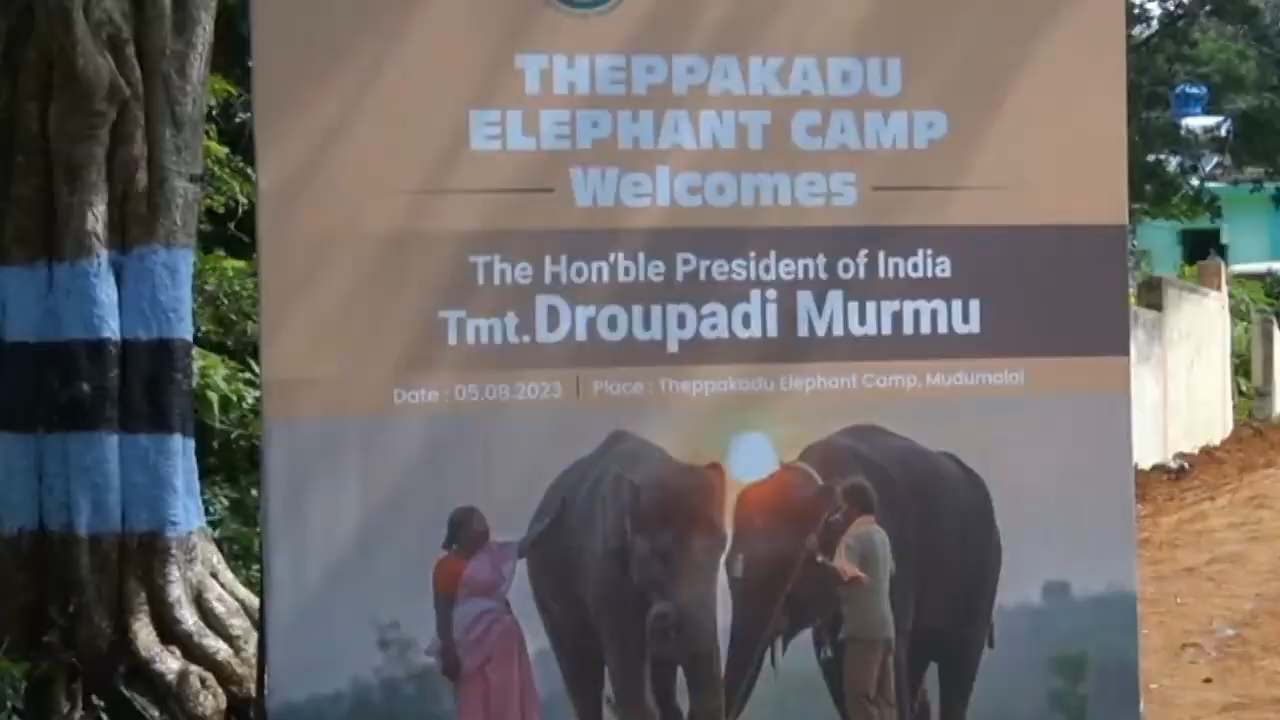 THEPPAKADU
ELEPHANT CAMP
Welcomes
The Hon'ble President of India
Tmt.Droupadi Murmu
Date : 05.08.2023 | Place : Theppakadu Elephant Camp, Mudumalai